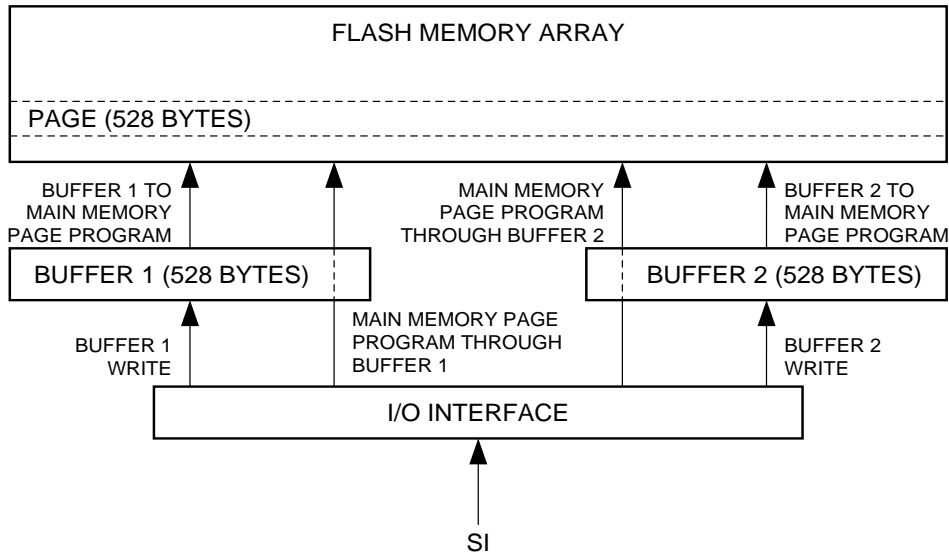 FLASH MEMORY ARRAY
PAGE (528 BYTES)
BUFFER 1 TO
MAIN MEMORY
PAGE PROGRAM
MAIN MEMORY
PAGE PROGRAM
THROUGH BUFFER 2
BUFFER 2 TO
MAIN MEMORY
PAGE PROGRAM
BUFFER 1 (528 BYTES)
BUFFER 2 (528 BYTES)
BUFFER 1
WRITE
MAIN MEMORY PAGE
PROGRAM THROUGH
BUFFER 1
BUFFER 2
WRITE
I/O INTERFACE
SI